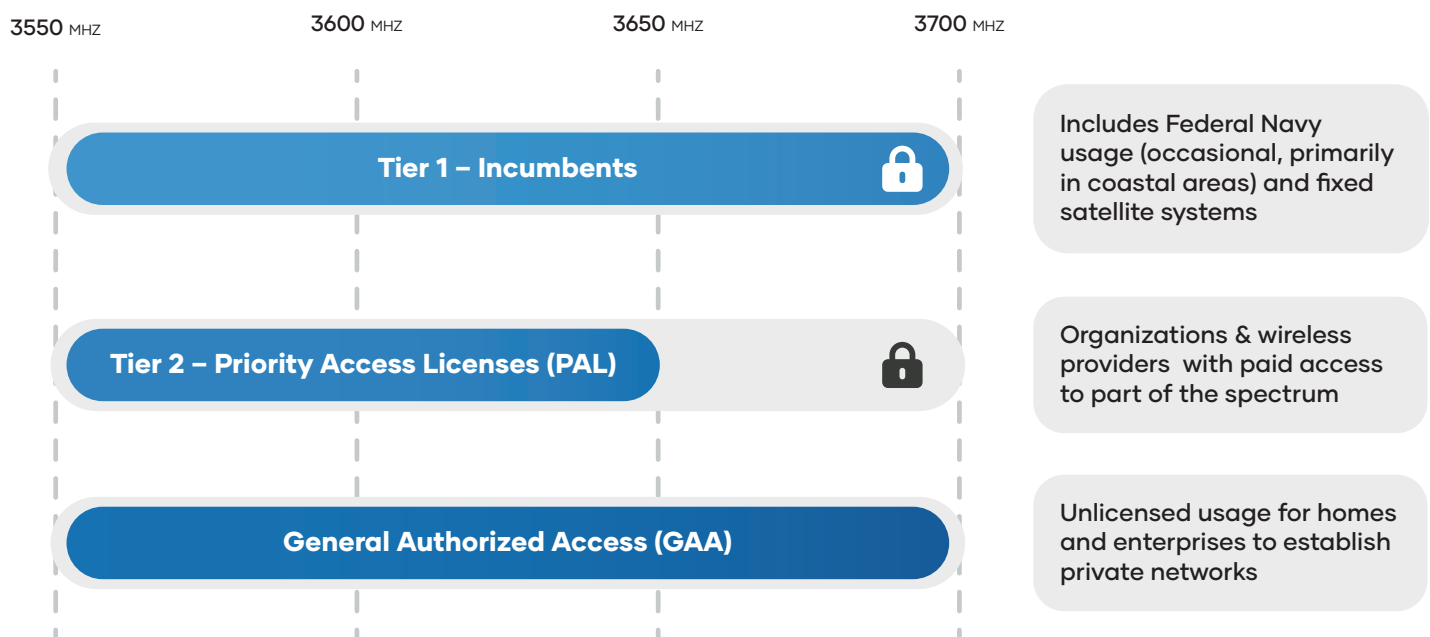 3550 MHZ 3600 MHZ 3650 MHZ 3700 MHZ
Tier 1 – Incumbents
Includes Federal Navy
usage (occasional, primarily
in coastal areas) and fixed
satellite systems
Tier 2 – Priority Access Licenses (PAL)
Organizations & wireless
providers with paid access
to part of the spectrum
General Authorized Access (GAA)
Unlicensed usage for homes
and enterprises to establish
private networks